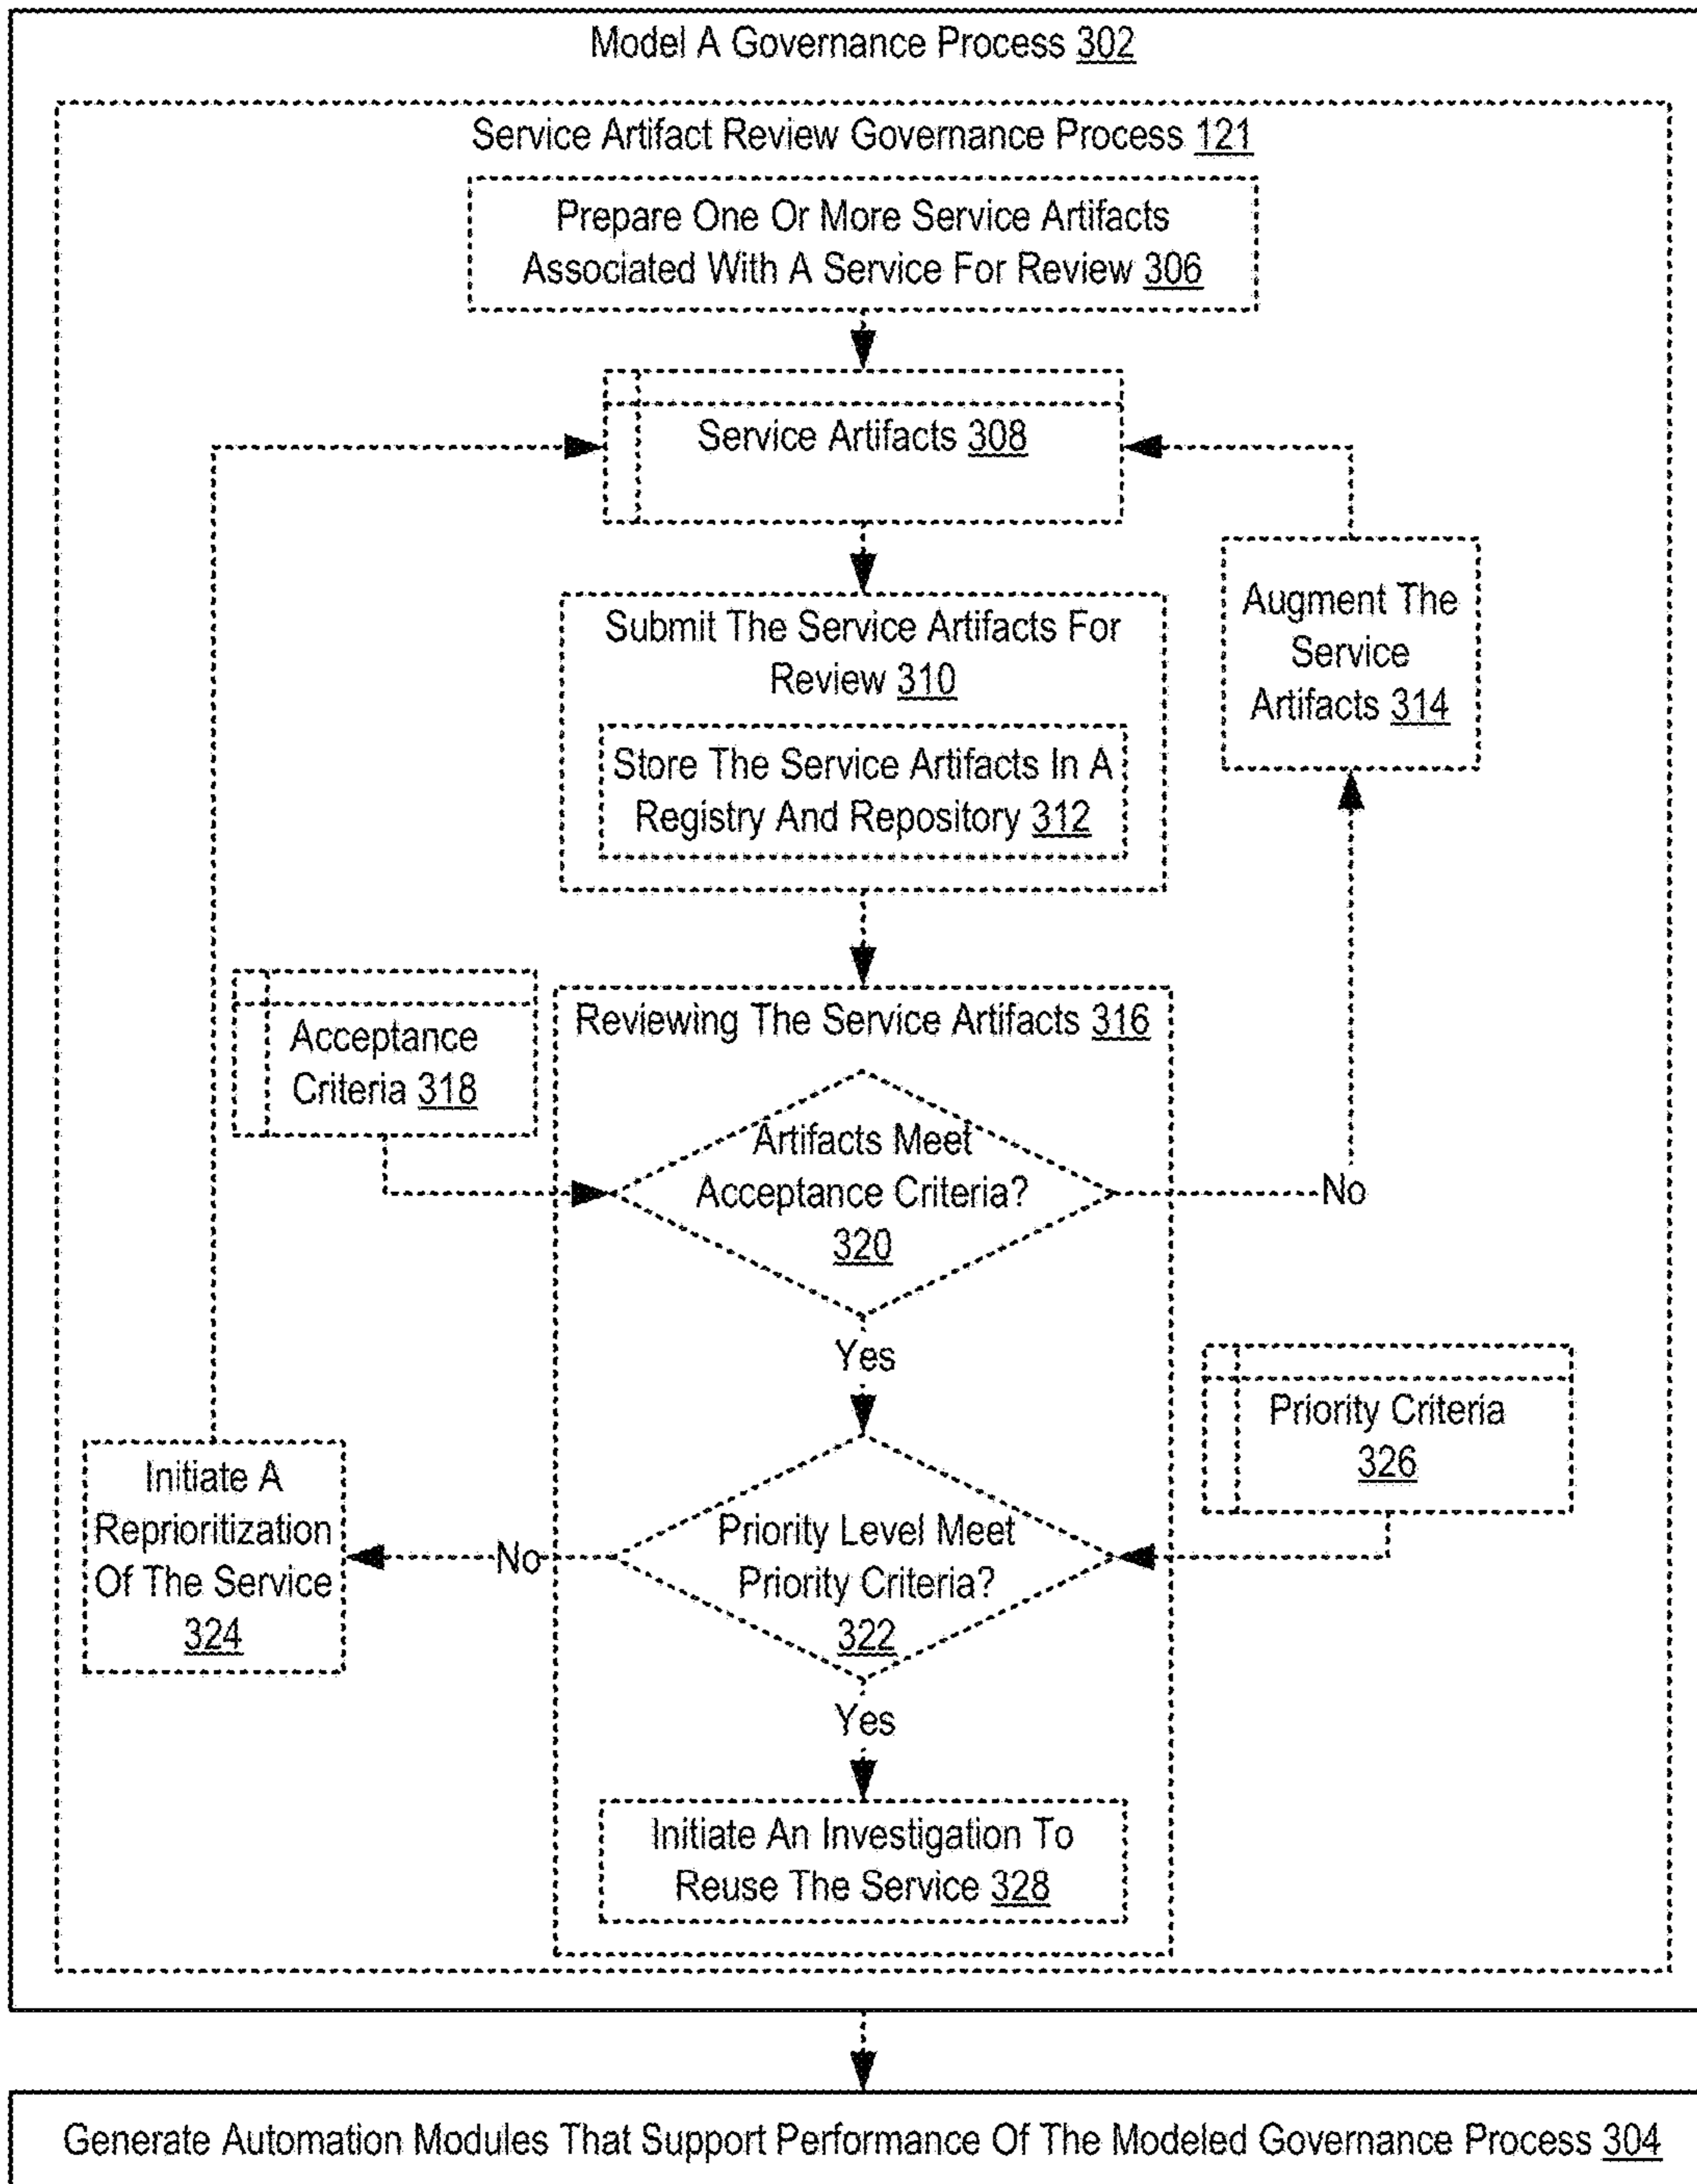 Model A Governance Process 302
Service Artifact Review Governance Process 121
Prepare One Or More Service Artifacts
Associated With A Service For Review 306
Service Artifacts 308
Submit The Service Artifacts For
Review 310
Store The Service Artifacts In A
Registry And Repository 312
Augment The
Service
Artifacts 314
Reviewing The Service Artifacts 316
Acceptance
Criteria 318
Artifacts Meet
Acceptance Criteria?
320
No
Yes
Priority Criteria
326
Initiate A
Reprioritization
Of The Service
324
No
Priority Level Meet
Priority Criteria?
322
Yes
Initiate An Investigation To
Reuse The Service 328
Generate Automation Modules That Support Performance Of The Modeled Governance Process 304